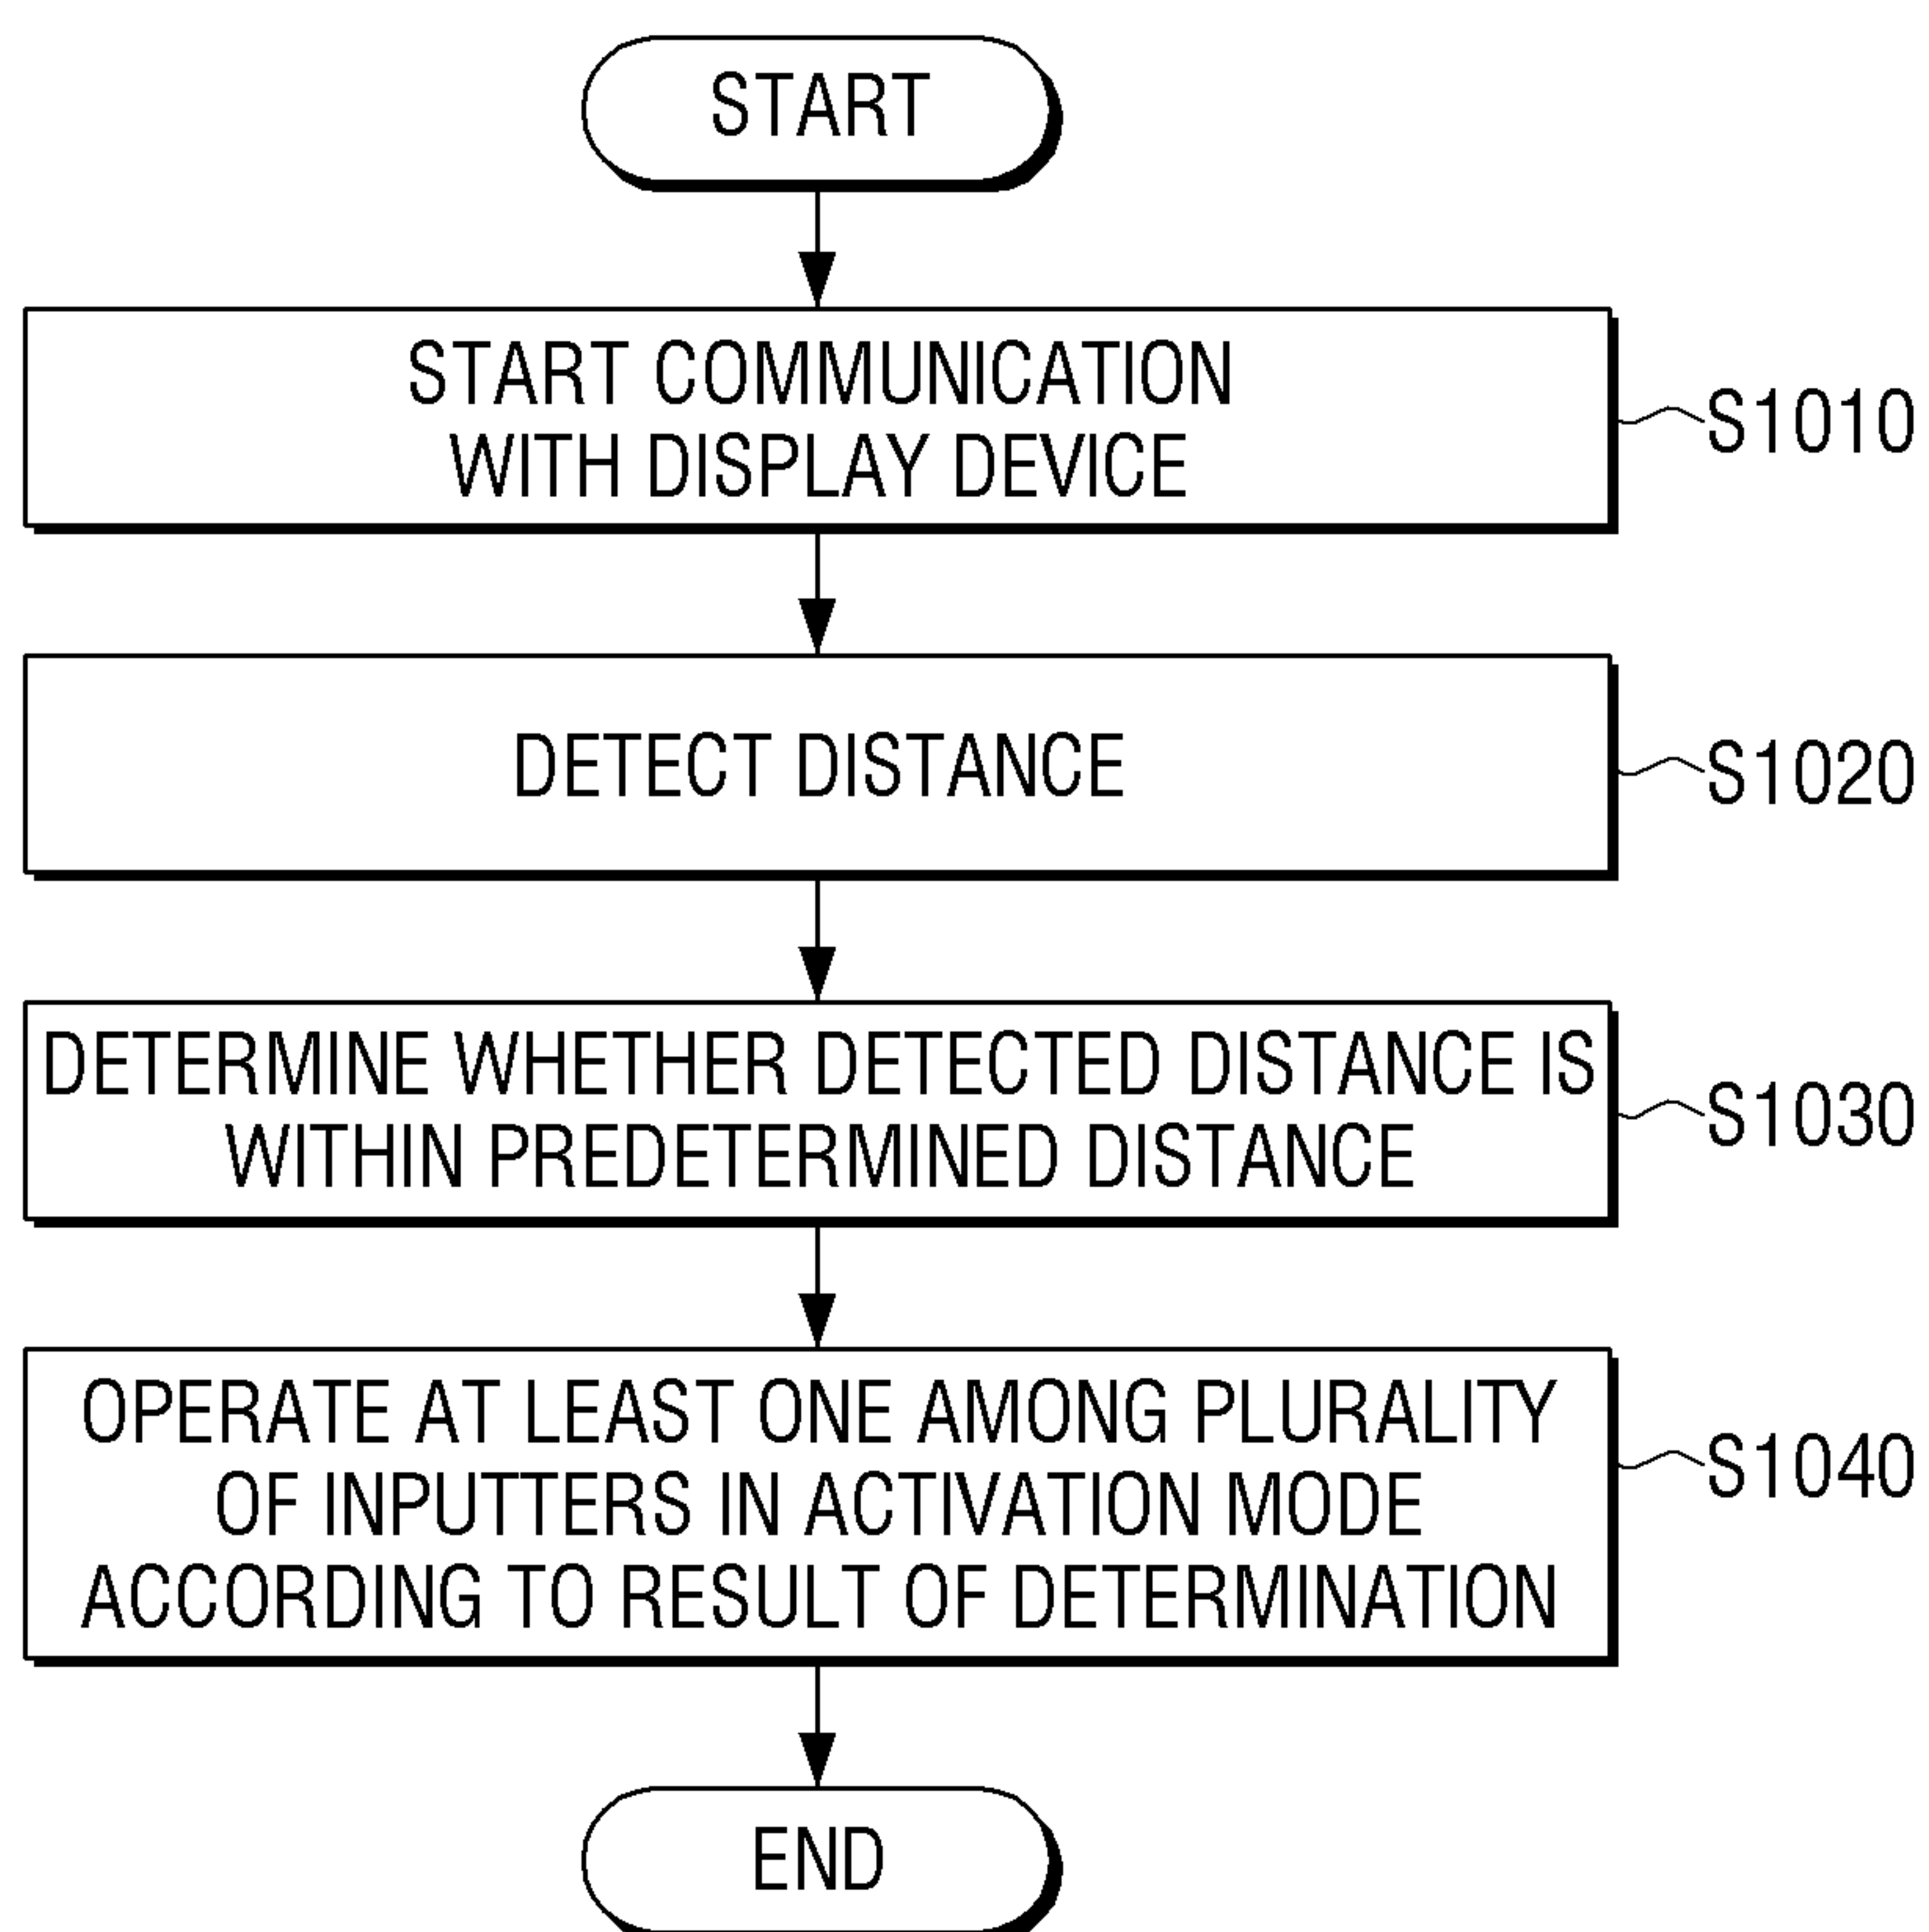 START
START COMMUNICATION
WITH DISPLAY DEVICE
S1010
DETECT DISTANCE
S1020
DETERMINE WHETHER DETECTED DISTANCE IS
WITHIN PREDETERMINED DISTANCE
S1030
OPERATE AT LEAST ONE AMONG PLURALITY
OF INPUTTERS IN ACTIVATION MODE
ACCORDING TO RESULT OF DETERMINATION
S1040
END